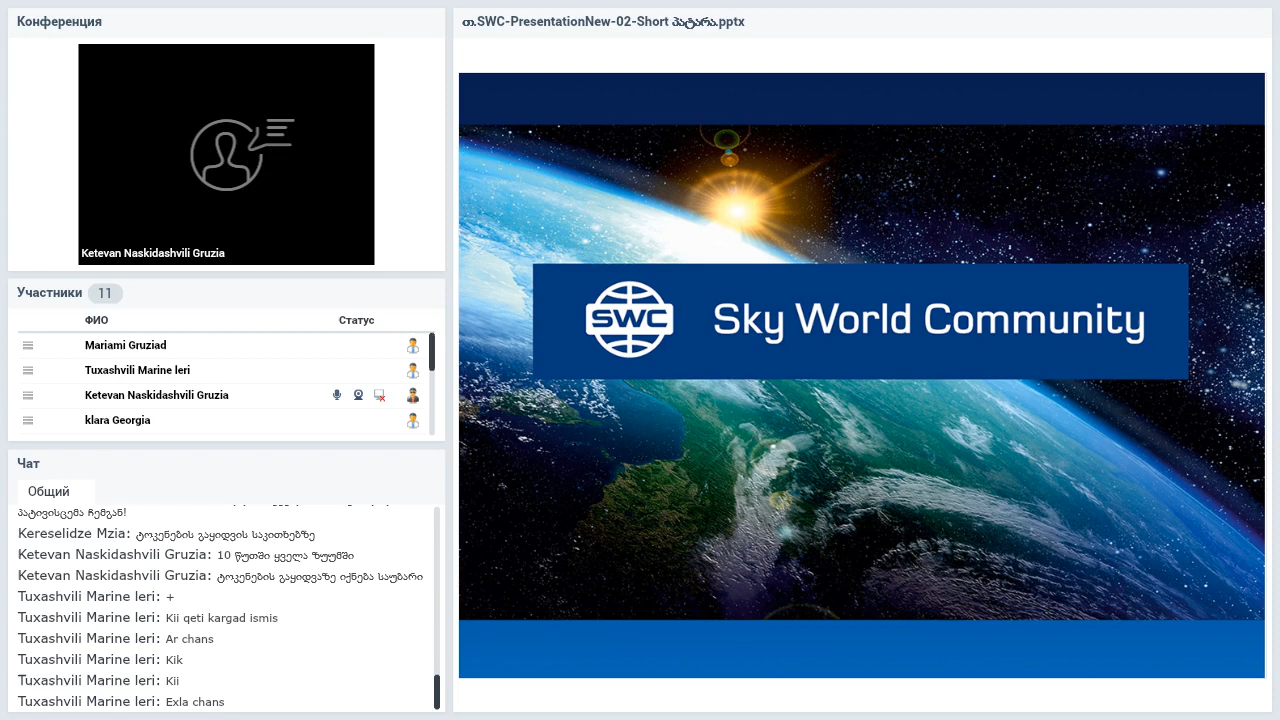 Конференция
Ketevan Naskidashvili Gruzia
Участники 11
ФИО Статус
Mariami Gruziad
Tuxashvili Marine leri
Ketevan Naskidashvili Gruzia
klara Georgia
Чат
Общий
პატივისცემა ჩემგან!
Kereselidze Mzia: ტოკენების გაყიდვის საკითხებზე
Ketevan Naskidashvili Gruzia: 10 წუთში ყველა ზუუმში
Ketevan Naskidashvili Gruzia: ტოკენების გაყიდვაზე იქნება საუბარი
Tuxashvili Marine leri: +
Tuxashvili Marine leri: Kii qeti kargad ismis
Tuxashvili Marine leri: Ar chans
Tuxashvili Marine leri: Kik
Tuxashvili Marine leri: Kii
Tuxashvili Marine leri: Exla chans
თ.SWC-PresentationNew-02-Short პატარა.pptx
SWC Sky World Community